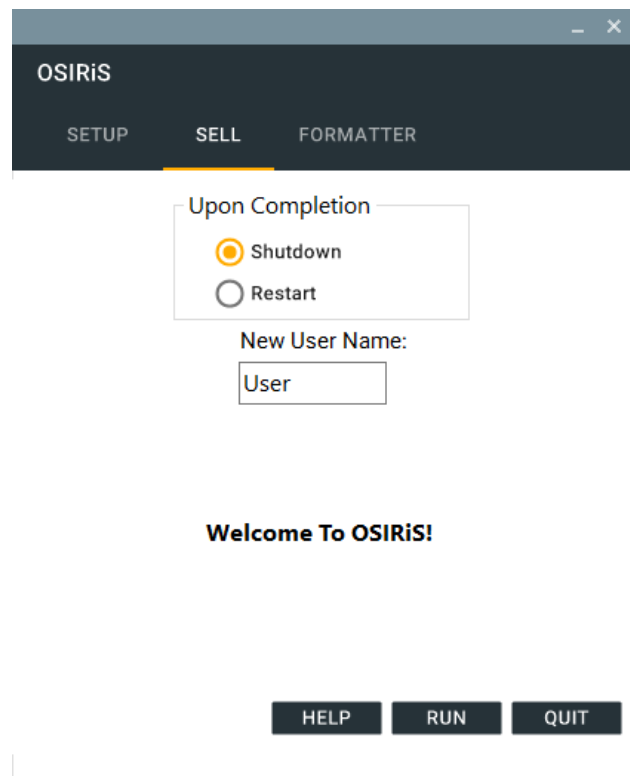 OSIRiS
SETUP SELL FORMATTER
Upon Completion
Shutdown
Restart
New User Name:
User
Welcome To OSIRiS!
HELP RUN QUIT